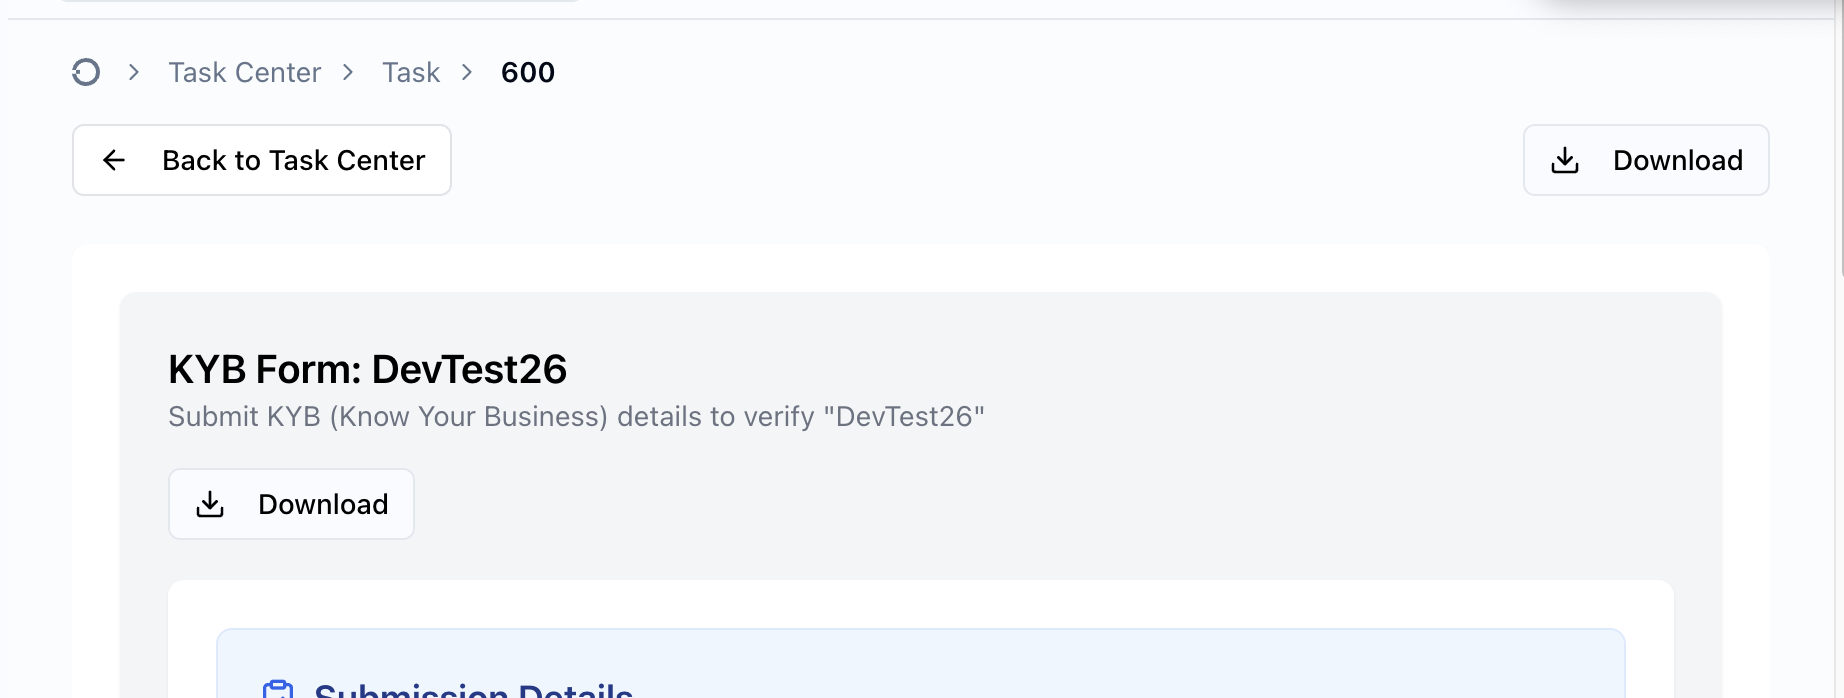 Task Center > Task > 600
Back to Task Center
Download
KYB Form: DevTest26
Submit KYB (Know Your Business) details to verify "DevTest26"
Download
Submission Details